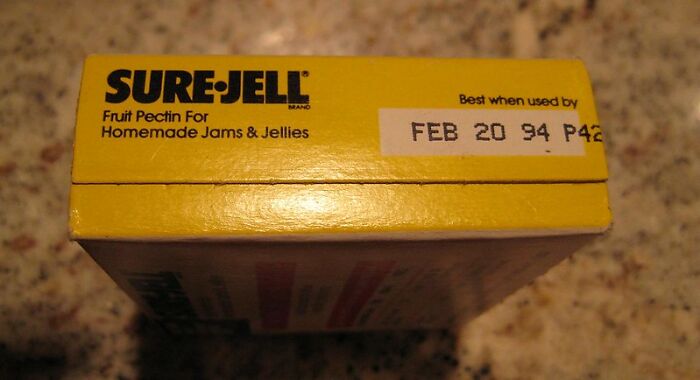 SURE•JELL®
BRAND
Fruit Pectin For
Homemade Jams & Jellies
Best when used by
FEB 20 94 P42